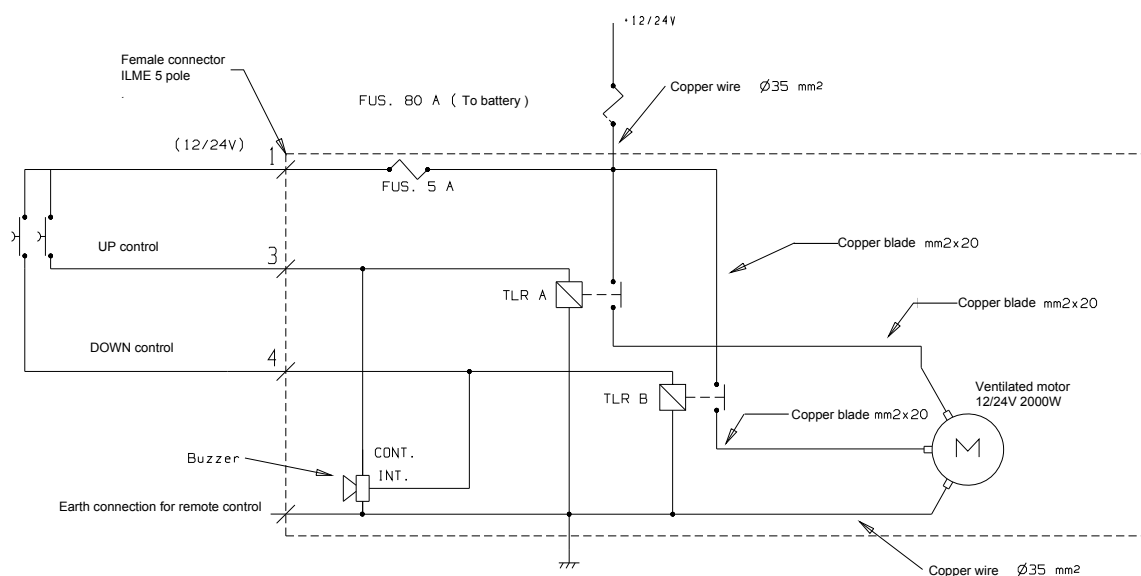 +12/24V
Female connector
ILME 5 pole
.
FUS. 80 A ( To battery )
Copper wire Ø35 mm2
(12/24V)
1
FUS. 5 A
UP control
3
Copper blade mm2x20
TLR A
Copper blade mm2x20
DOWN control
4
TLR B
Ventilated motor
12/24V 2000W
Copper blade mm2x20
M
CONT.
Buzzer
INT.
Earth connection for remote control
Copper wire Ø35 mm2